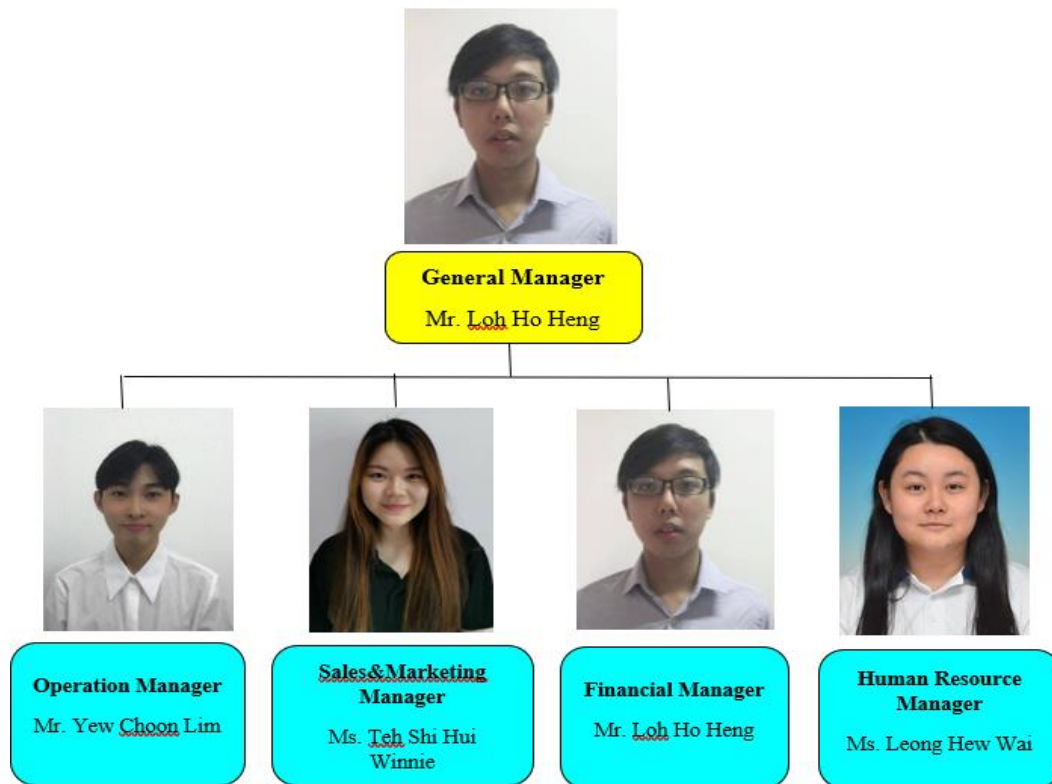 General Manager
Mr. Loh Ho Heng
Operation Manager
Mr. Yew Choon Lim
Sales&Marketing
Manager
Ms. Teh Shi Hui
Winnie
Financial Manager
Mr. Loh Ho Heng
Human Resource
Manager
Ms. Leong Hew Wai